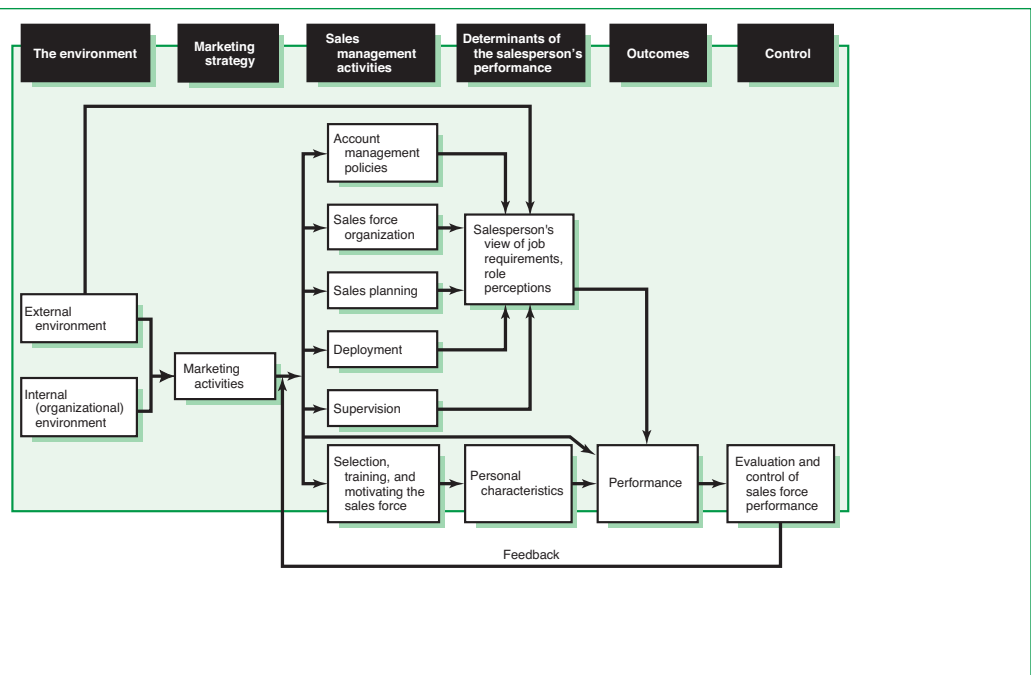 The environment
Marketing
strategy
Sales
management
activities
Determinants of
the salesperson's
performance
Outcomes
Control
Account
management
policies
Sales force
organization
Salesperson's
view of job
requirements,
role
perceptions
Sales planning
External
environment
Deployment
Marketing
activities
Internal
(organizational)
environment
Supervision
Selection,
training, and
motivating the
sales force
Personal
characteristics
Performance
Evaluation and
control of
sales force
performance
Feedback